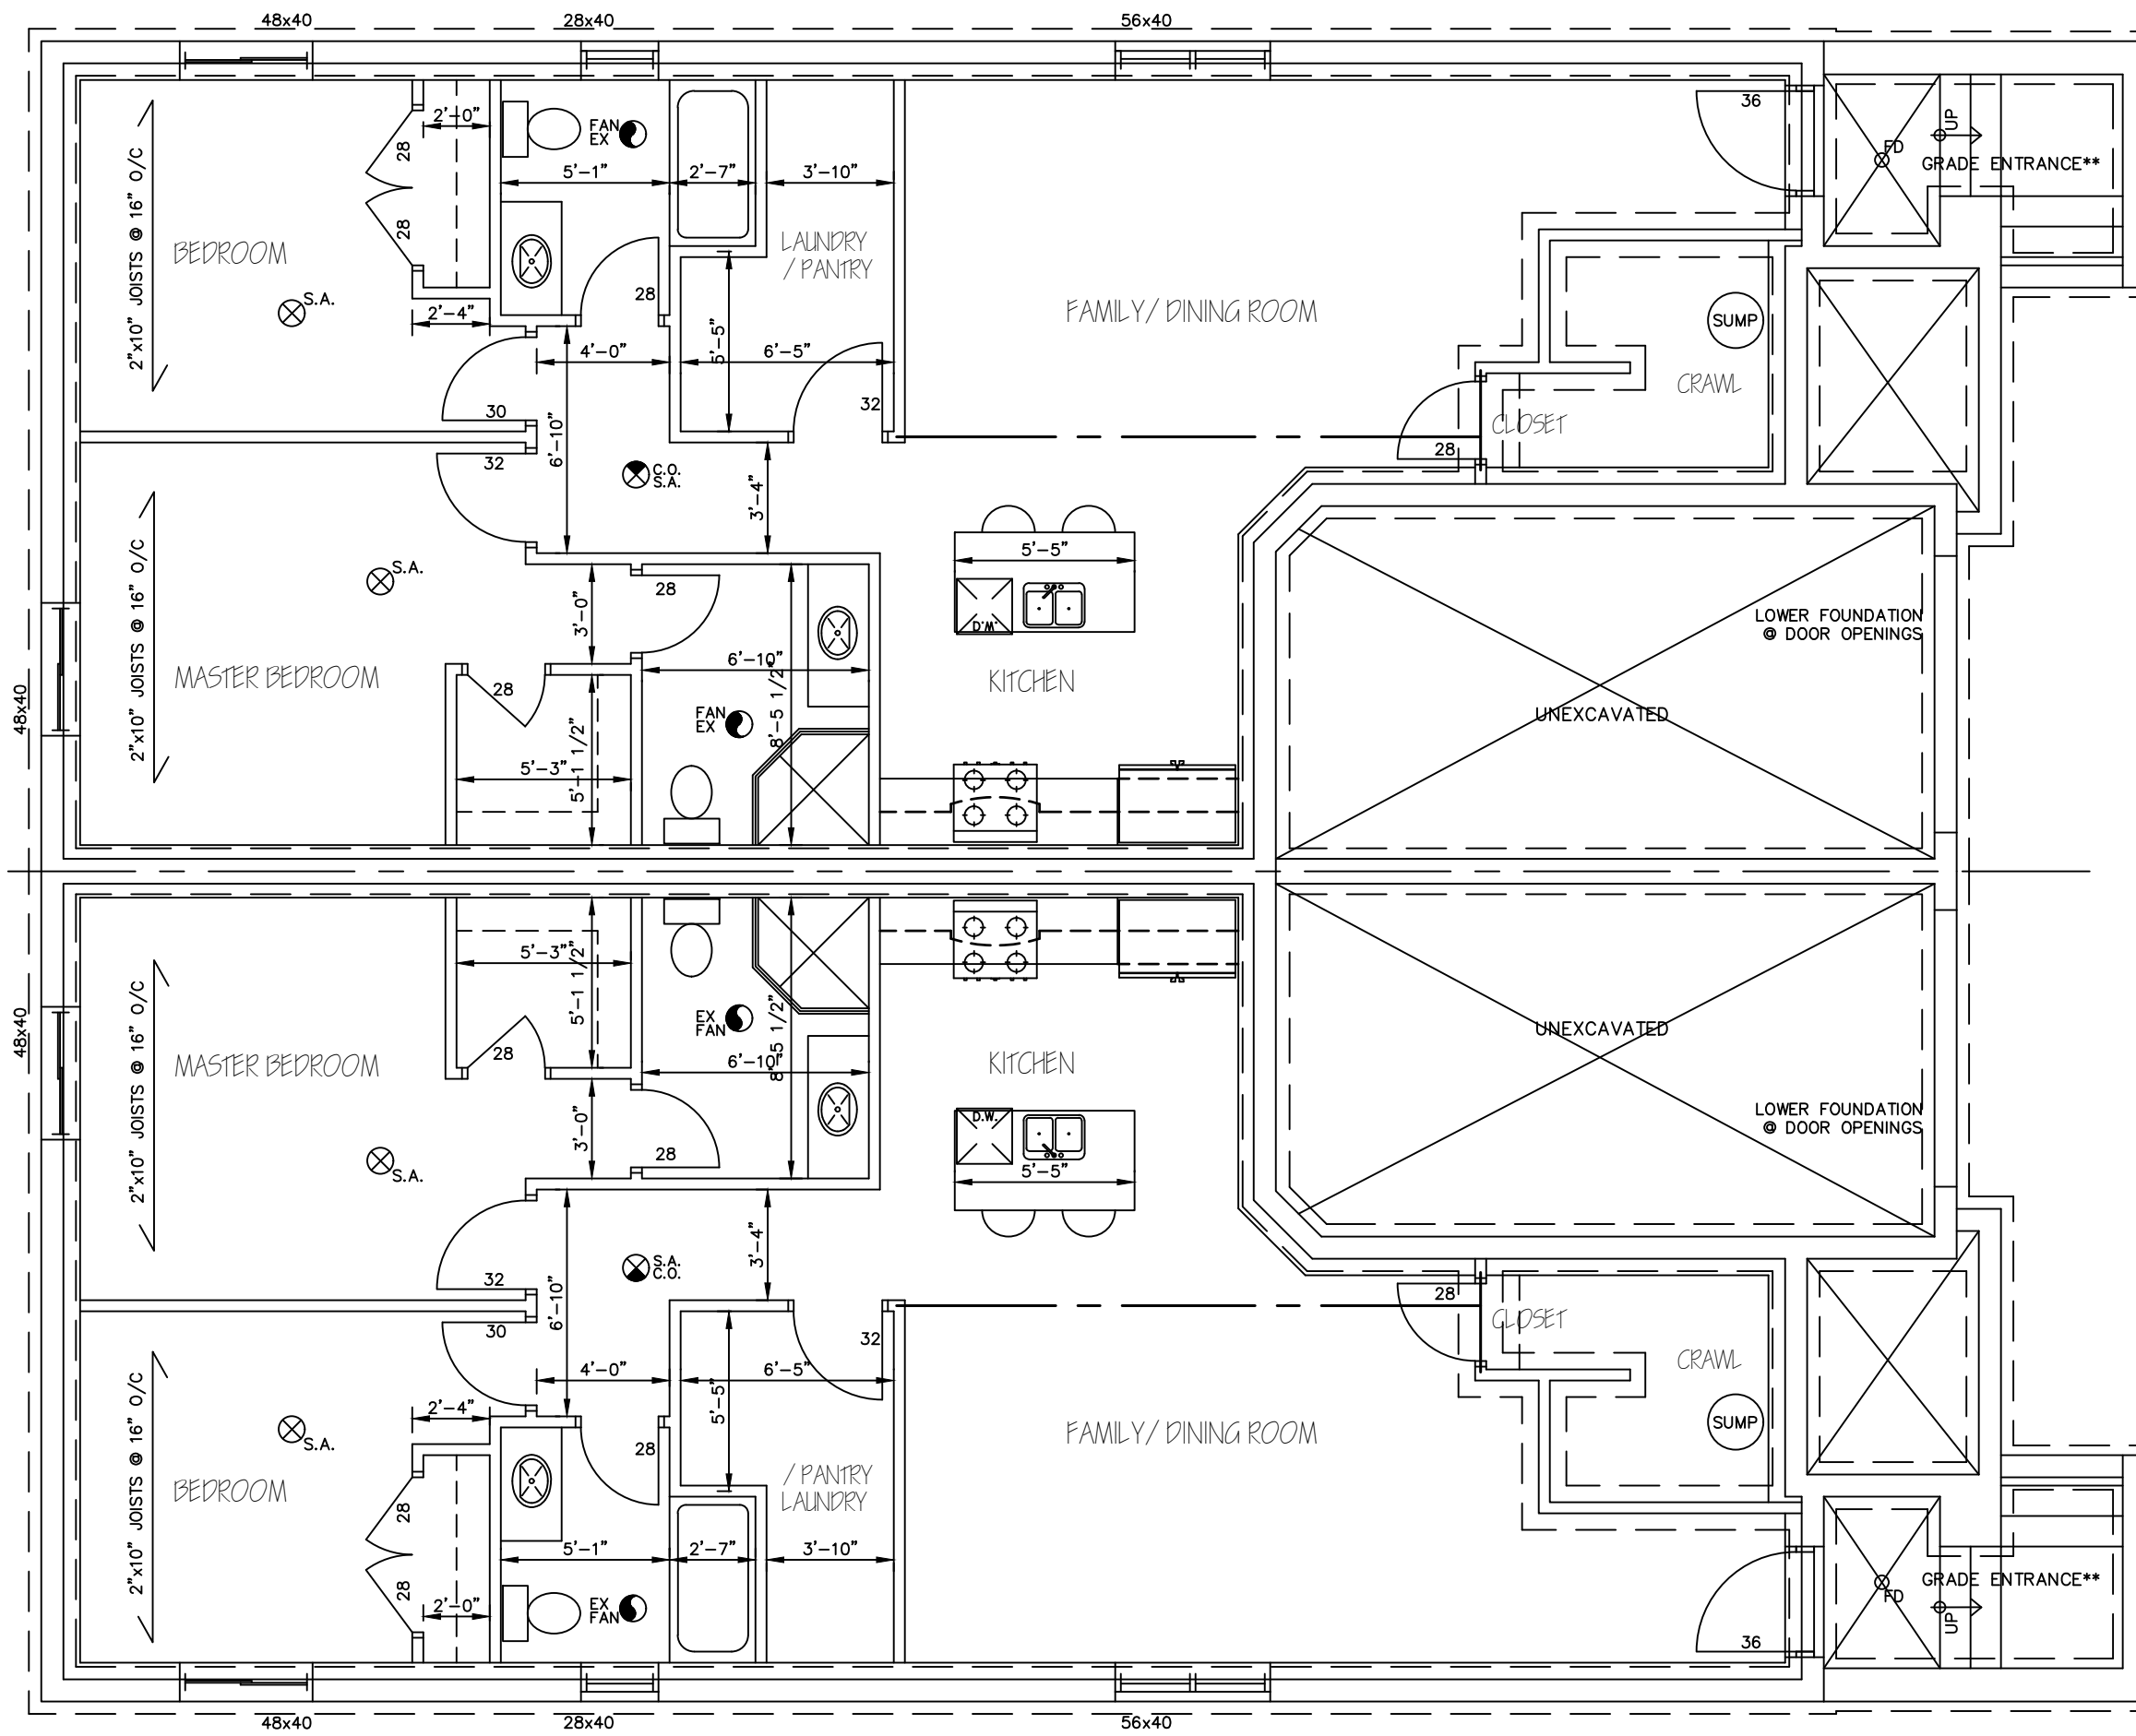 48x40
28x40
56x40
2'-0"
28
28
FAN
EX
5'-1"
2'-7"
3'-10"
36
UP
FD
GRADE ENTRANCE**
2"x10" JOISTS @ 16" O/C
BEDROOM
S.A.
2'-4"
28
LAUNDRY
/ PANTRY
FAMILY/ DINING ROOM
SUMP
4'-0"
5'-5"
6'-5"
CRAWL
30
32
CLOSET
28
6'-10"
32
C.O.
S.A.
3'-4"
2"x10" JOISTS @ 16" O/C
S.A.
3'-0"
28
5'-5"
D.W.
LOWER FOUNDATION
@ DOOR OPENINGS
MASTER BEDROOM
6'-10"
8'-5 1/2"
KITCHEN
28
48x40
FAN
EX
UNEXCAVATED
5'-3"
5'-1 1/2"
5'-3"
5'-1 1/2"
2"x10" JOISTS @ 16" O/C
48x40
EX
FAN
8'-5 1/2"
UNEXCAVATED
28
MASTER BEDROOM
6'-10"
KITCHEN
D.W.
LOWER FOUNDATION
@ DOOR OPENINGS
3'-0"
28
5'-5"
S.A.
3'-4"
S.A.
C.O.
32
6'-10"
28
CLOSET
30
32
CRAWL
4'-0"
6'-5"
5'-5"
2'-4"
SUMP
S.A.
28
FAMILY/ DINING ROOM
2"x10" JOISTS @ 16" O/C
BEDROOM
/ PANTRY
LAUNDRY
28
5'-1"
2'-7"
3'-10"
28
2'-0"
EX
FAN
GRADE ENTRANCE**
FD
UP
36
48x40
28x40
56x40